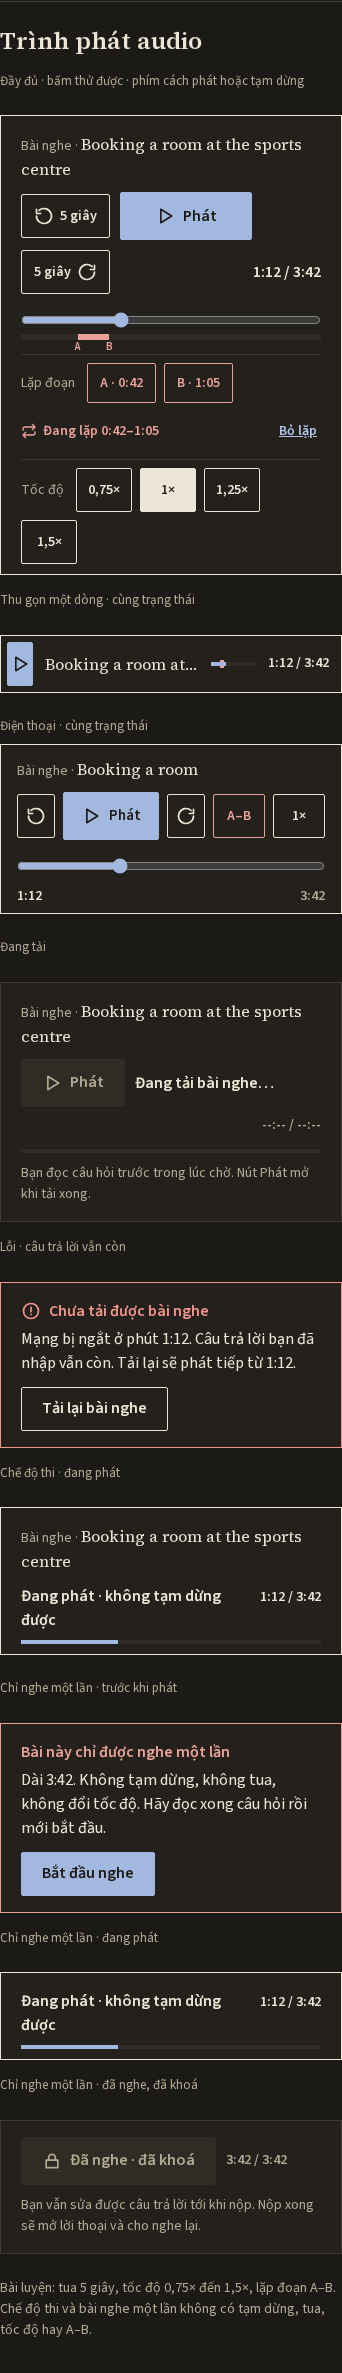 Trình phát audio
Đầy đủ · bấm thử được · phím cách phát hoặc tạm dừng
Bài nghe · Booking a room at the sports
centre
5 giây
Phát
5 giây
1:12 / 3:42
A B
Lặp đoạn
A · 0:42
B · 1:05
Đang lặp 0:42–1:05
Bỏ lặp
Tốc độ
0,75×
1×
1,25×
1,5×
Thu gọn một dòng · cùng trạng thái
Booking a room at...
1:12 / 3:42
Điện thoại · cùng trạng thái
Bài nghe · Booking a room
Phát
A–B
1×
1:12
3:42
Đang tải
Bài nghe · Booking a room at the sports
centre
Phát
Đang tải bài nghe...
--:-- / --:--
Bạn đọc câu hỏi trước trong lúc chờ. Nút Phát mở
khi tải xong.
Lỗi · câu trả lời vẫn còn
Chưa tải được bài nghe
Mạng bị ngắt ở phút 1:12. Câu trả lời bạn đã
nhập vẫn còn. Tải lại sẽ phát tiếp từ 1:12.
Tải lại bài nghe
Chế độ thi · đang phát
Bài nghe · Booking a room at the sports
centre
Đang phát · không tạm dừng
được
1:12 / 3:42
Chỉ nghe một lần · trước khi phát
Bài này chỉ được nghe một lần
Dài 3:42. Không tạm dừng, không tua,
không đổi tốc độ. Hãy đọc xong câu hỏi rồi
mới bắt đầu.
Bắt đầu nghe
Chỉ nghe một lần · đang phát
Đang phát · không tạm dừng
được
1:12 / 3:42
Chỉ nghe một lần · đã nghe, đã khoá
Đã nghe · đã khoá
3:42 / 3:42
Bạn vẫn sửa được câu trả lời tới khi nộp. Nộp xong
sẽ mở lời thoại và cho nghe lại.
Bài luyện: tua 5 giây, tốc độ 0,75× đến 1,5×, lặp đoạn A–B.
Chế độ thi và bài nghe một lần không có tạm dừng, tua,
tốc độ hay A–B.